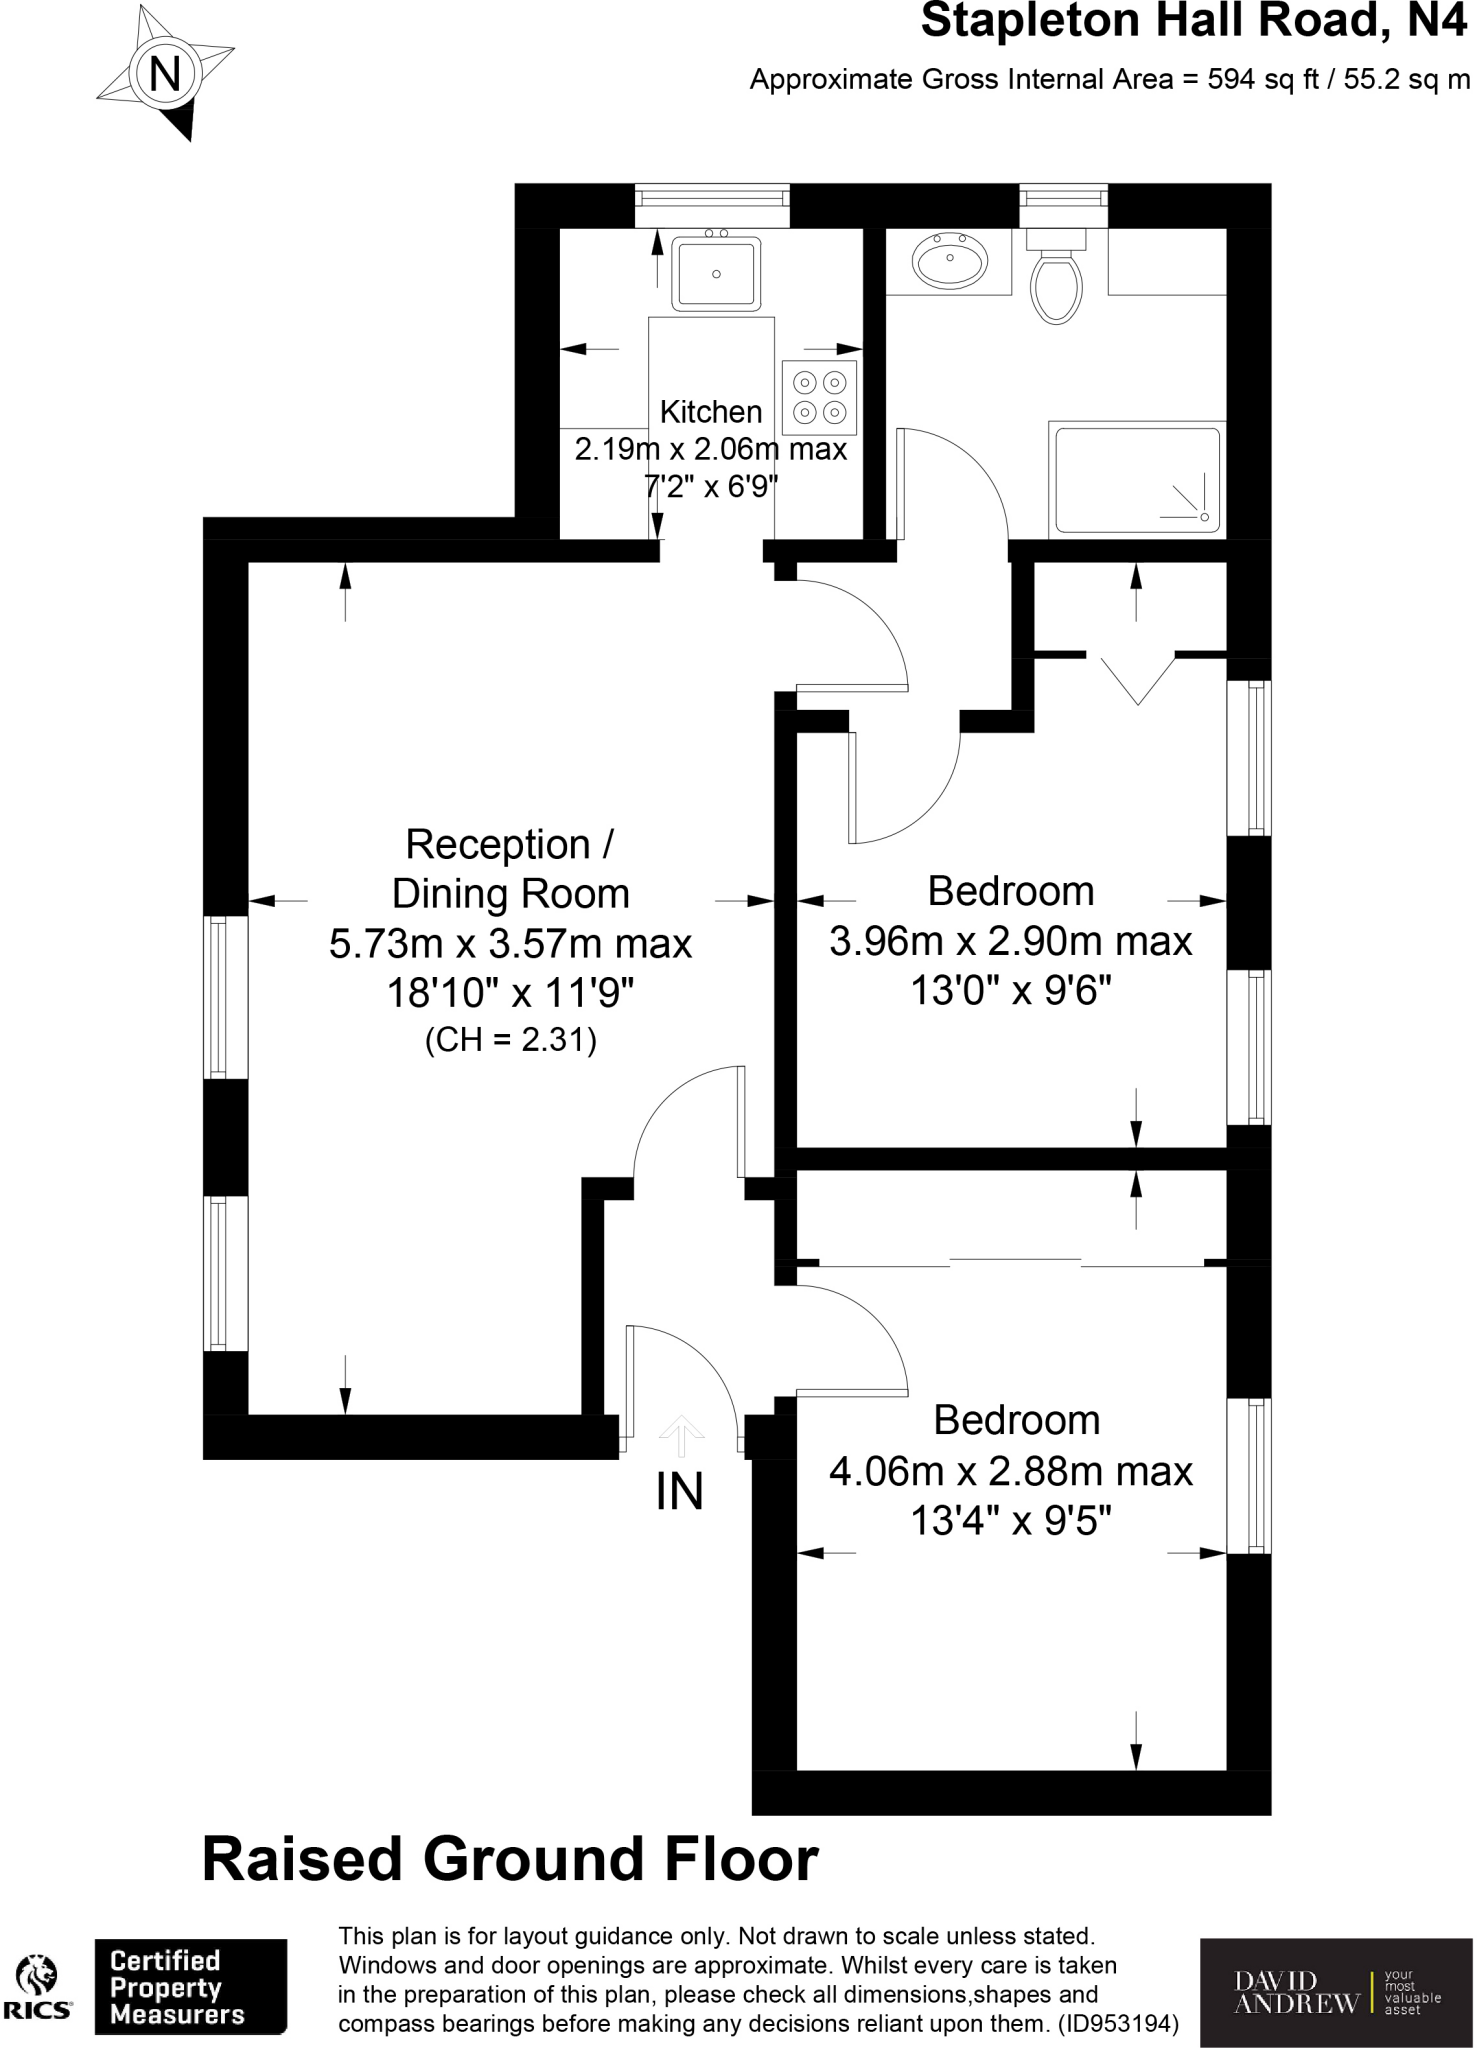 Stapleton Hall Road, N4
Approximate Gross Internal Area = 594 sq ft / 55.2 sq m
N
Kitchen
2.19m x 2.06m max
7'2" x 6'9"
Reception /
Dining Room
5.73m x 3.57m max
18'10" x 11'9"
(CH = 2.31)
Bedroom
3.96m x 2.90m max
13'0" x 9'6"
Bedroom
4.06m x 2.88m max
13'4" x 9'5"
IN
Raised Ground Floor
RICS
Certified
Property
Measurers
This plan is for layout guidance only. Not drawn to scale unless stated.
Windows and door openings are approximate. Whilst every care is taken
in the preparation of this plan, please check all dimensions,shapes and
compass bearings before making any decisions reliant upon them. (ID953194)
DAVID
ANDREW
your
most
valuable
asset